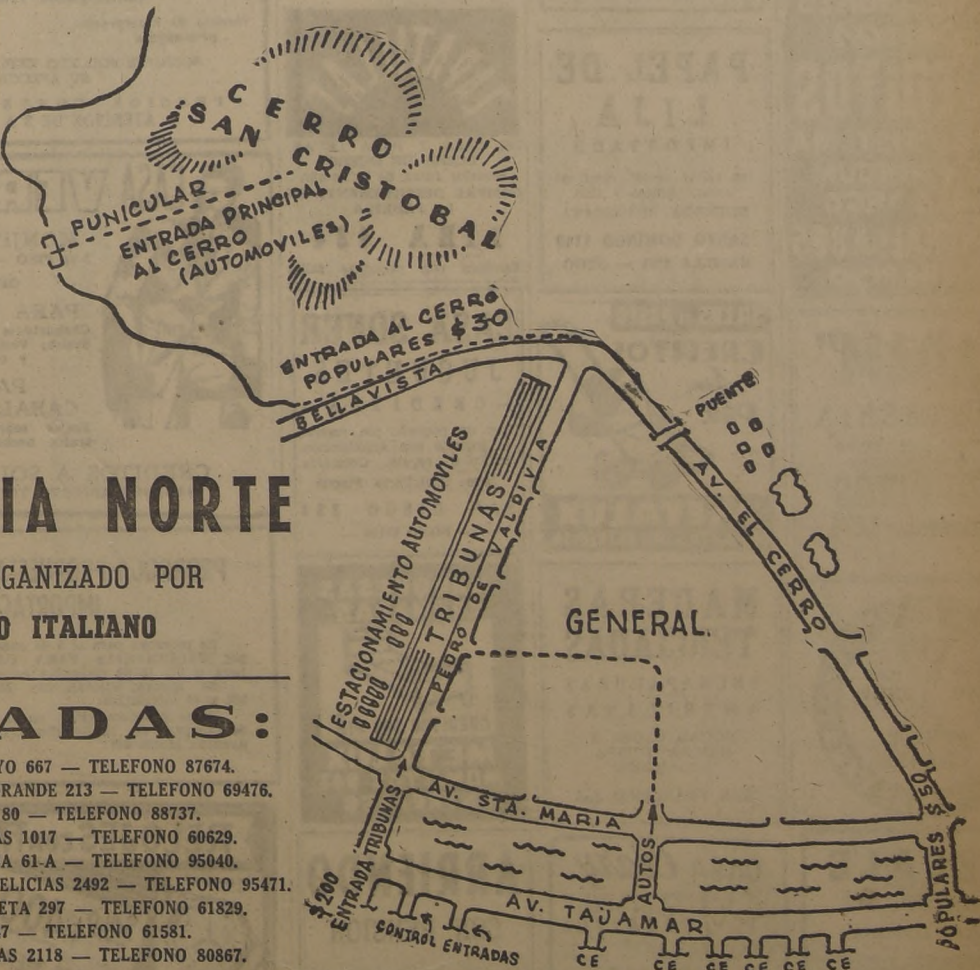 CERRO
SAN CRISTOBAL
FUNICULAR
ENTRADA PRINCIPAL
AL CERRO
(AUTOMOVILES)
ENTRADA AL CERRO
POPULARES $30
BELLAVISTA
PUENTE
AV. EL CERRO
ESTACIONAMIENTO AUTOMOVILES
TRIBUNAS
PEDRO DE VALDIVIA
GENERAL.
IA NORTE
GANIZADO POR
O ITALIANO
ADAS:
YO 667 — TELEFONO 87674.
RANDE 213 — TELEFONO 69476.
80 — TELEFONO 88737.
AS 1017 — TELEFONO 60629.
A 61-A — TELEFONO 95040.
ELICIAS 2492 — TELEFONO 95471.
ETA 297 — TELEFONO 61829.
7 — TELEFONO 61581.
AS 2118 — TELEFONO 80867.
AV. STA. MARIA
$200
ENTRADA TRIBUNAS
AUTOS
POPULARES $50
AV. TAJAMAR
CONTROL ENTRADAS
CE
CE
CE
CE
CE
CE